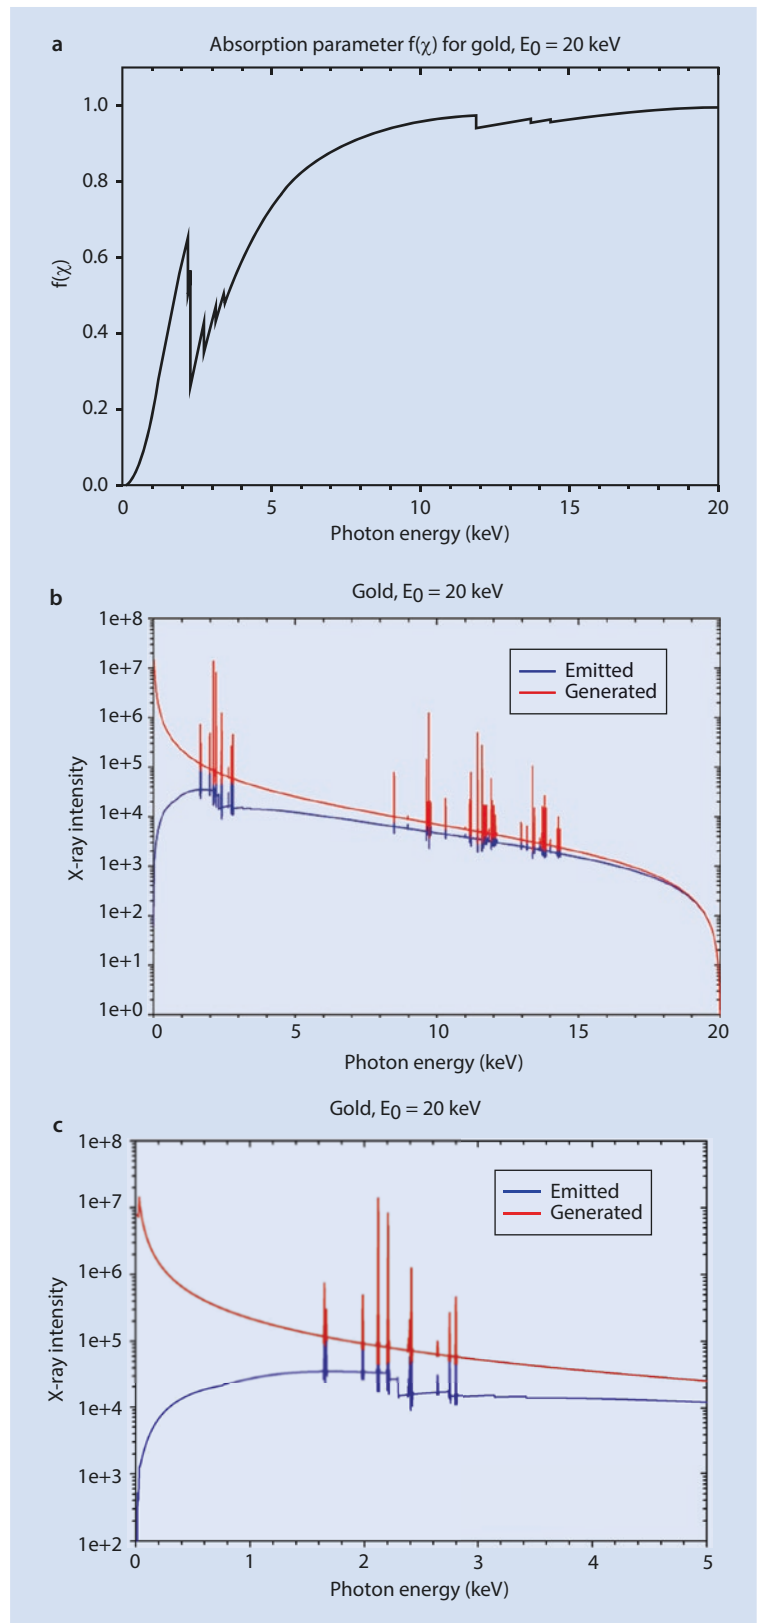 a Absorption parameter f(χ) for gold, E0 = 20 keV
1.0
0.8
0.6
0.4
0.2
0.0
f(χ)
0 5 10 15 20
Photon energy (keV)
b Gold, E0 = 20 keV
1e+8
1e+7
1e+6
1e+5
1e+4
1e+3
1e+2
1e+1
1e+0
X-ray intensity
Emitted
Generated
0 5 10 15 20
Photon energy (keV)
Gold, E0 = 20 keV
c
1e+8
1e+7
1e+6
1e+5
1e+4
1e+3
1e+2
X-ray intensity
Emitted
Generated
0 1 2 3 4 5
Photon energy (keV)